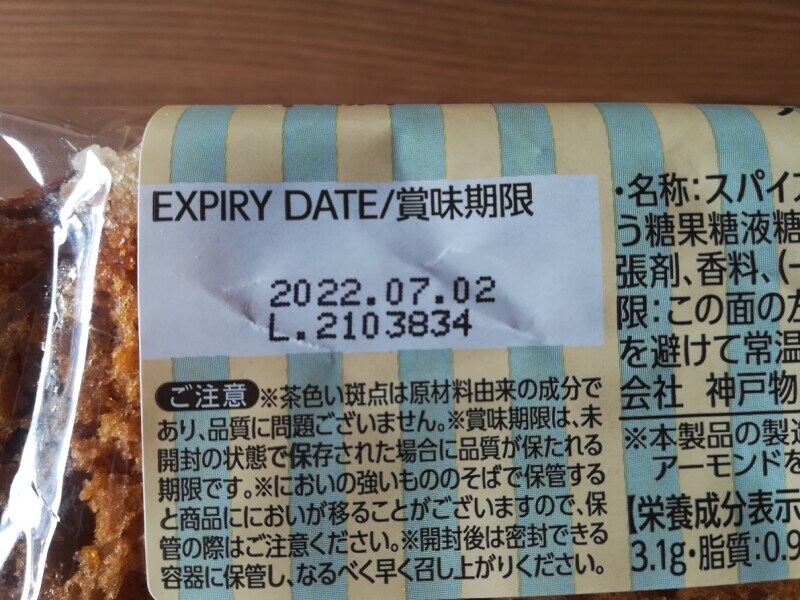 EXPIRY DATE/賞味期限
2022.07.02
L.2103834
ご注意 ※茶色い斑点は原材料由来の成分で
あり、品質に問題ございません。※賞味期限は、未
開封の状態で保存された場合に品質が保たれる
期限です。※においの強いもののそばで保管する
と商品ににおいが移ることがございますので、保
管の際はご注意ください。※開封後は密封できる
容器に保管し、なるべく早く召し上がりください。
・名称:スパイ
う糖果糖液糖
張剤、香料、(一
限:この面の左
を避けて常温
会社 神戸物
※本製品の製造
アーモンドを
【栄養成分表示
3.1g・脂質:0.9